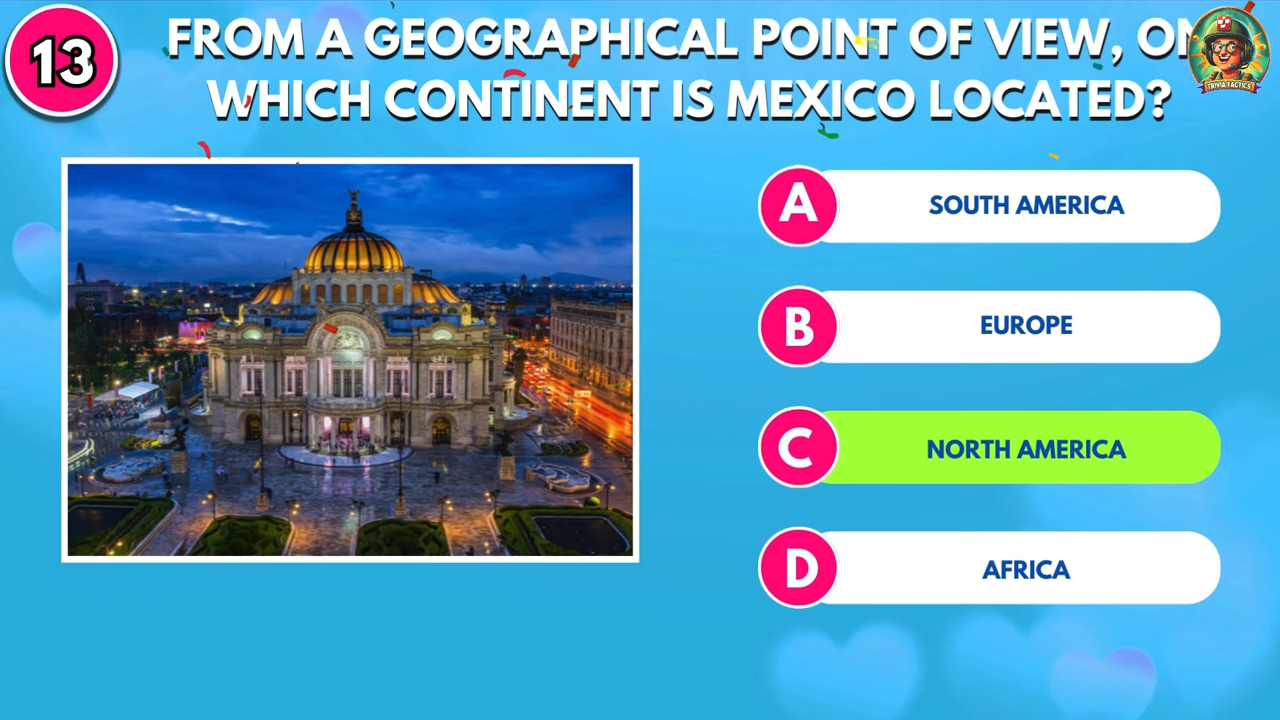 13
FROM A GEOGRAPHICAL POINT OF VIEW, ON
WHICH CONTINENT IS MEXICO LOCATED?
TRIVIA TACTICS
A SOUTH AMERICA
B EUROPE
C NORTH AMERICA
D AFRICA